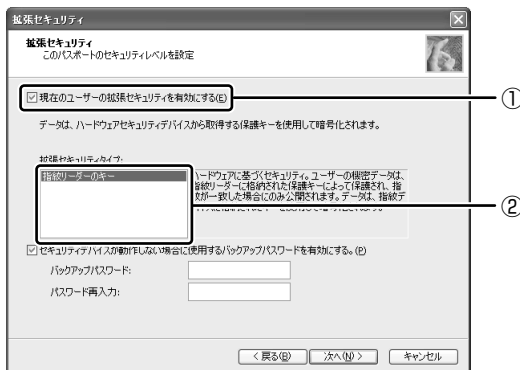 拡張セキュリティ
拡張セキュリティ
このパスポートのセキュリティレベルを設定
現在のユーザーの拡張セキュリティを有効にする(E)
①
データは、ハードウェアセキュリティデバイスから取得する保護キーを使用して暗号化されます。
拡張セキュリティタイプ:
指紋リーダーのキー
ハードウェアに基づくセキュリティ。ユーザーの機密データは、
指紋リーダーに格納された保護キーによって保護され、指
紋が一致した場合にのみ公開されます。データは、指紋デ
②
セキュリティデバイスが動作しない場合に使用するバックアップパスワードを有効にする。(P)
バックアップパスワード:
パスワード再入力:
< 戻る(B) 次へ(N) > キャンセル